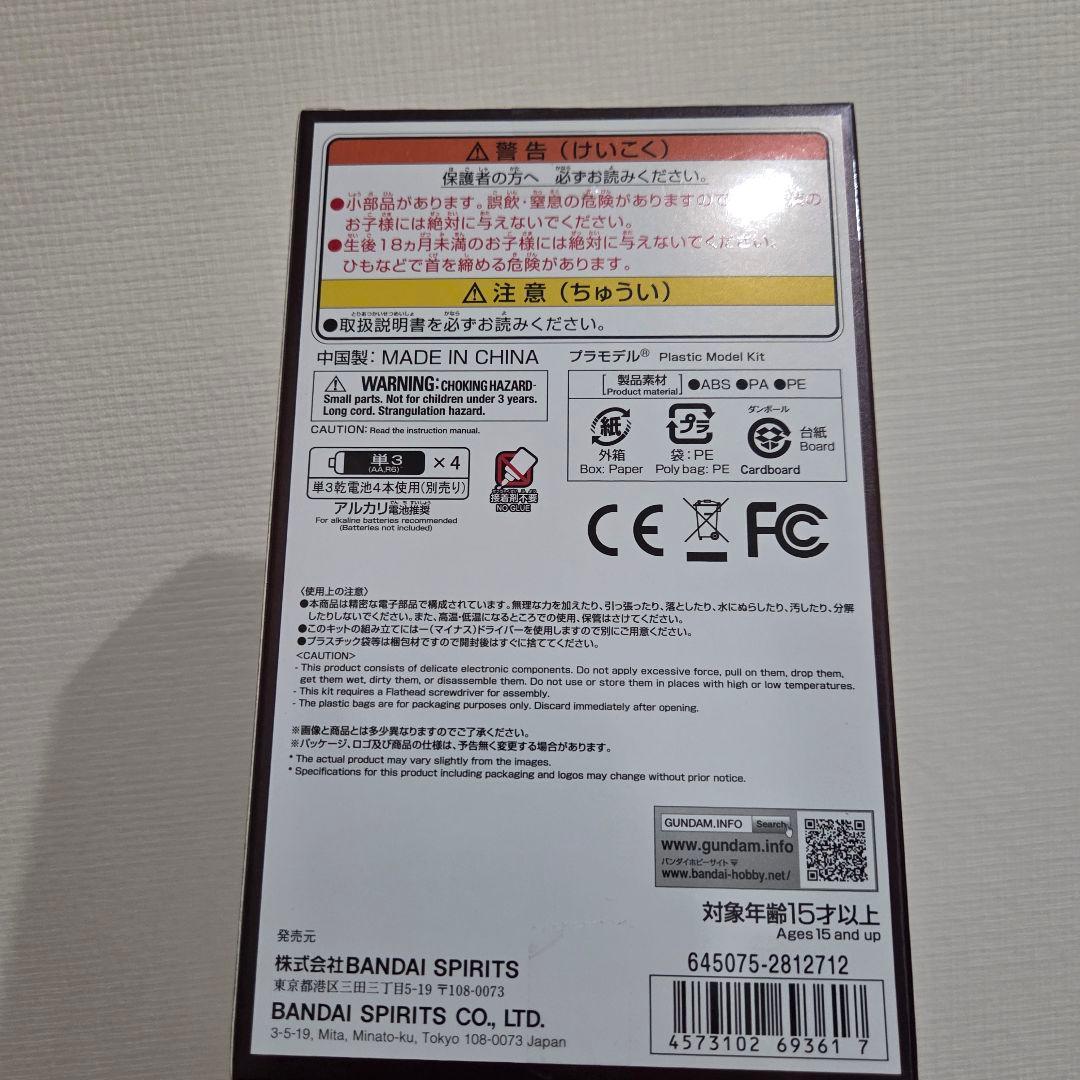 ⚠警告(けいこく)
保護者の方へ 必ずお読みください。
●小部品があります。誤飲・窒息の危険がありますので
の
お子様には絶対に与えないでください。
●生後18ヵ月未満のお子様には絶対に与えないでください。
ひもなどで首を締める危険があります。
⚠注意(ちゅうい)
●取扱説明書を必ずお読みください。
中国製:MADE IN CHINA
⚠ WARNING: CHOKING HAZARD-
Small parts. Not for children under 3 years.
Long cord. Strangulation hazard.
CAUTION: Read the instruction manual.
単3
(AA,R6)
×4
単3乾電池4本使用(別売り)
アルカリ電池推奨
For alkaline batteries recommended
(Batteries not included)
接着剤不要
NO GLUE
プラモデル® Plastic Model Kit
製品素材
[Product material]
●ABS ●PA ●PE
紙
外箱
Box: Paper
プラ
袋:PE
Poly bag: PE
ダンボール
台紙
Board
Cardboard
CE
FC
〈使用上の注意〉
●本商品は精密な電子部品で構成されています。無理な力を加えたり、引っ張ったり、落としたり、水にぬらしたり、汚したり、分解
したりしないでください。また、高温・低温になるところでの使用、保管はさけてください。
●このキットの組み立てには−(マイナス)ドライバーを使用しますので別にご用意ください。
●プラスチック袋等は梱包材ですので開封後はすぐに捨ててください。
<CAUTION>
- This product consists of delicate electronic components. Do not apply excessive force, pull on them, drop them,
get them wet, dirty them, or disassemble them. Do not use or store them in places with high or low temperatures.
- This kit requires a Flathead screwdriver for assembly.
- The plastic bags are for packaging purposes only. Discard immediately after opening.
※画像と商品とは多少異なりますのでご了承ください。
※パッケージ、ロゴ及び商品の仕様は、予告無く変更する場合があります。
* The actual product may vary slightly from the images.
* Specifications for this product including packaging and logos may change without prior notice.
GUNDAM.INFO Search
www.gundam.info
バンダイホビーサイト
www.bandai-hobby.net/
対象年齢15才以上
Ages 15 and up
発売元
株式会社BANDAI SPIRITS
東京都港区三田三丁目5-19 〒108-0073
BANDAI SPIRITS CO., LTD.
3-5-19, Mita, Minato-ku, Tokyo 108-0073 Japan
645075-2812712
4573102 69361 7